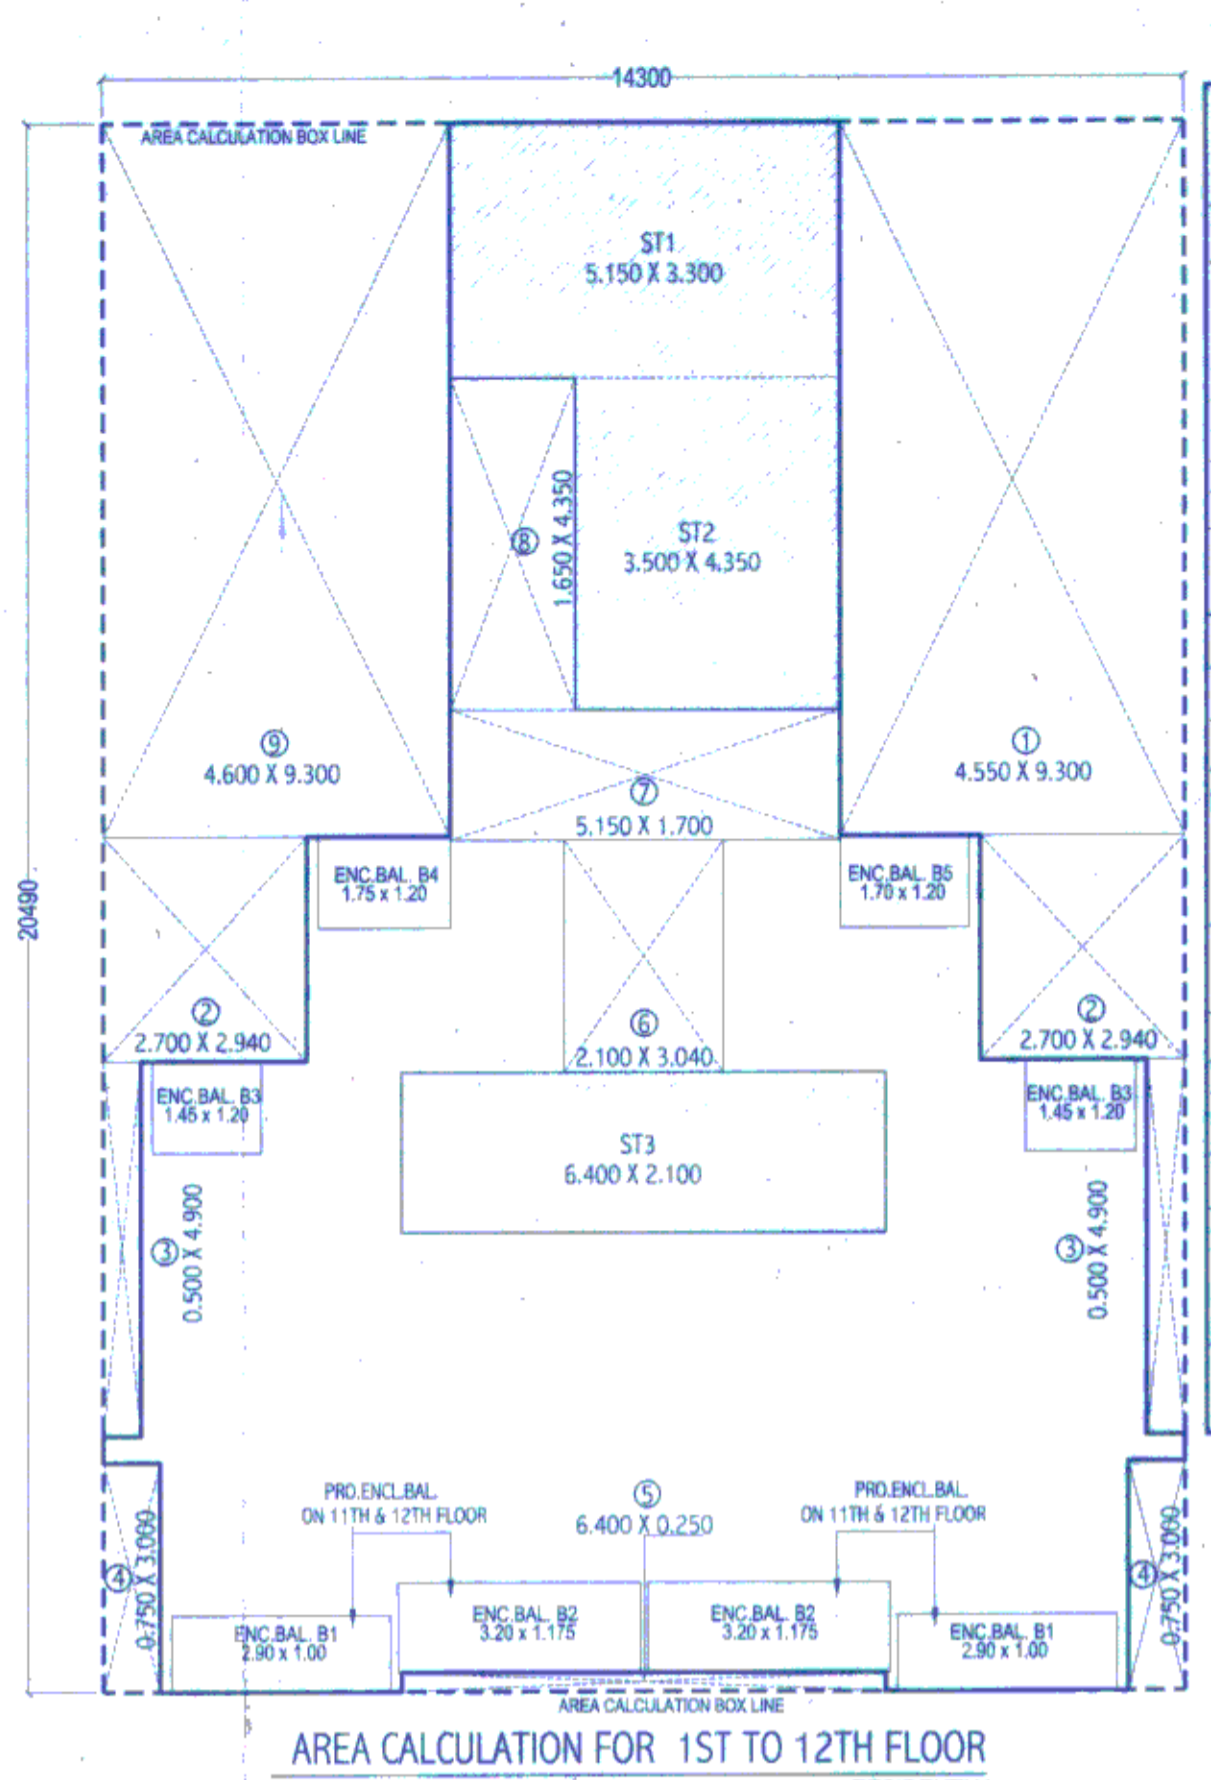 14300
AREA CALCULATION BOX LINE
ST1
5.150 X 3.300
8
1.650 X 4.350
ST2
3.500 X 4.350
20490
9
4.600 X 9.300
1
4.550 X 9.300
7
5.150 X 1.700
ENC.BAL. B4
1.75 x 1.20
ENC.BAL. B5
1.70 x 1.20
2
2.700 X 2.940
6
2.100 X 3.040
2
2.700 X 2.940
ENC.BAL. B3
1.45 x 1.20
ENC.BAL. B3
1.45 x 1.20
ST3
6.400 X 2.100
3
0.500 X 4.900
3
0.500 X 4.900
PRO.ENCL.BAL.
ON 11TH & 12TH FLOOR
5
6.400 X 0.250
PRO.ENCL.BAL.
ON 11TH & 12TH FLOOR
4
0.750 X 3.000
4
0.750 X 3.000
ENC.BAL. B1
2.90 x 1.00
ENC.BAL. B2
3.20 x 1.175
ENC.BAL. B2
3.20 x 1.175
ENC.BAL. B1
2.90 x 1.00
AREA CALCULATION BOX LINE
AREA CALCULATION FOR 1ST TO 12TH FLOOR